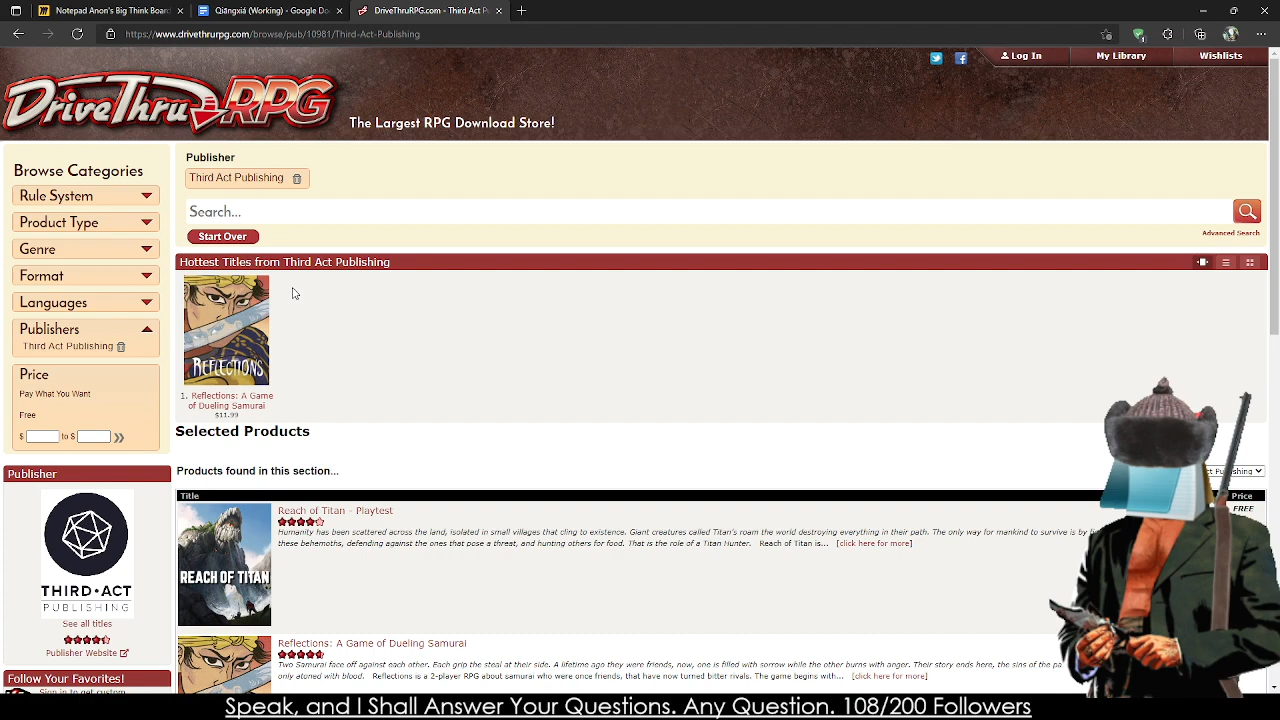 Notepad Anon's Big Think Board
Qiāngxiá (Working) - Google Do
DriveThruRPG.com - Third Act P
https://www.drivethrurpg.com/browse/pub/10981/Third-Act-Publishing
Log In
My Library
Wishlists
DriveThruRPG
The Largest RPG Download Store!
Browse Categories
Rule System
Product Type
Genre
Format
Languages
Publishers
Third Act Publishing
Price
Pay What You Want
Free
$ to $ »
Publisher
THIRD•ACT
PUBLISHING
See all titles
Publisher Website
Follow Your Favorites!
Sign in to get custom
Publisher
Third Act Publishing
Search...
Start Over
Advanced Search
Hottest Titles from Third Act Publishing
REFLECTIONS
1. Reflections: A Game
of Dueling Samurai
$11.99
Selected Products
Products found in this section...
Title
Price
REACH OF TITAN
Reach of Titan - Playtest
FREE
Humanity has been scattered across the land, isolated in small villages that cling to existence. Giant creatures called Titan's roam the world destroying everything in their path. The only way for mankind to survive is by
these behemoths, defending against the ones that pose a threat, and hunting others for food. That is the role of a Titan Hunter. Reach of Titan is... [click here for more]
Reflections: A Game of Dueling Samurai
Two Samurai face off against each other. Each grip the steal at their side. A lifetime ago they were friends, now, one is filled with sorrow while the other burns with anger. Their story ends here, the sins of the pa
only atoned with blood. Reflections is a 2-player RPG about samurai who were once friends, that have now turned bitter rivals. The game begins with... [click here for more]
Speak, and I Shall Answer Your Questions. Any Question. 108/200 Followers